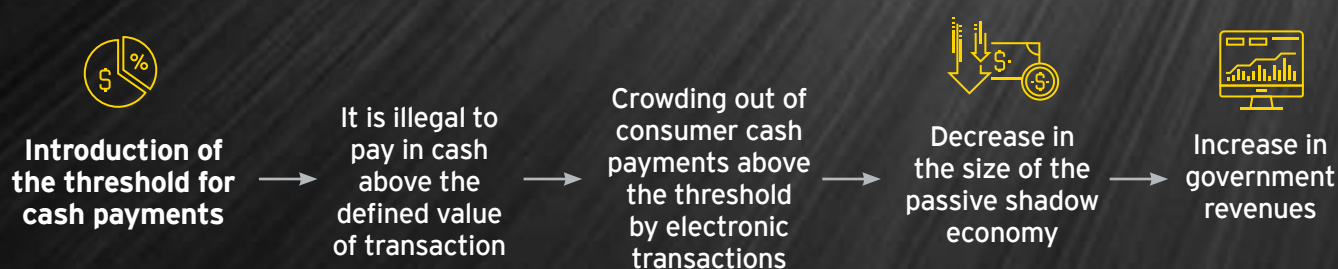 Introduction of
the threshold for
cash payments
It is illegal to
pay in cash
above the
defined value
of transaction
Crowding out of
consumer cash
payments above
the threshold
by electronic
transactions
Decrease in
the size of the
passive shadow
economy
Increase in
government
revenues